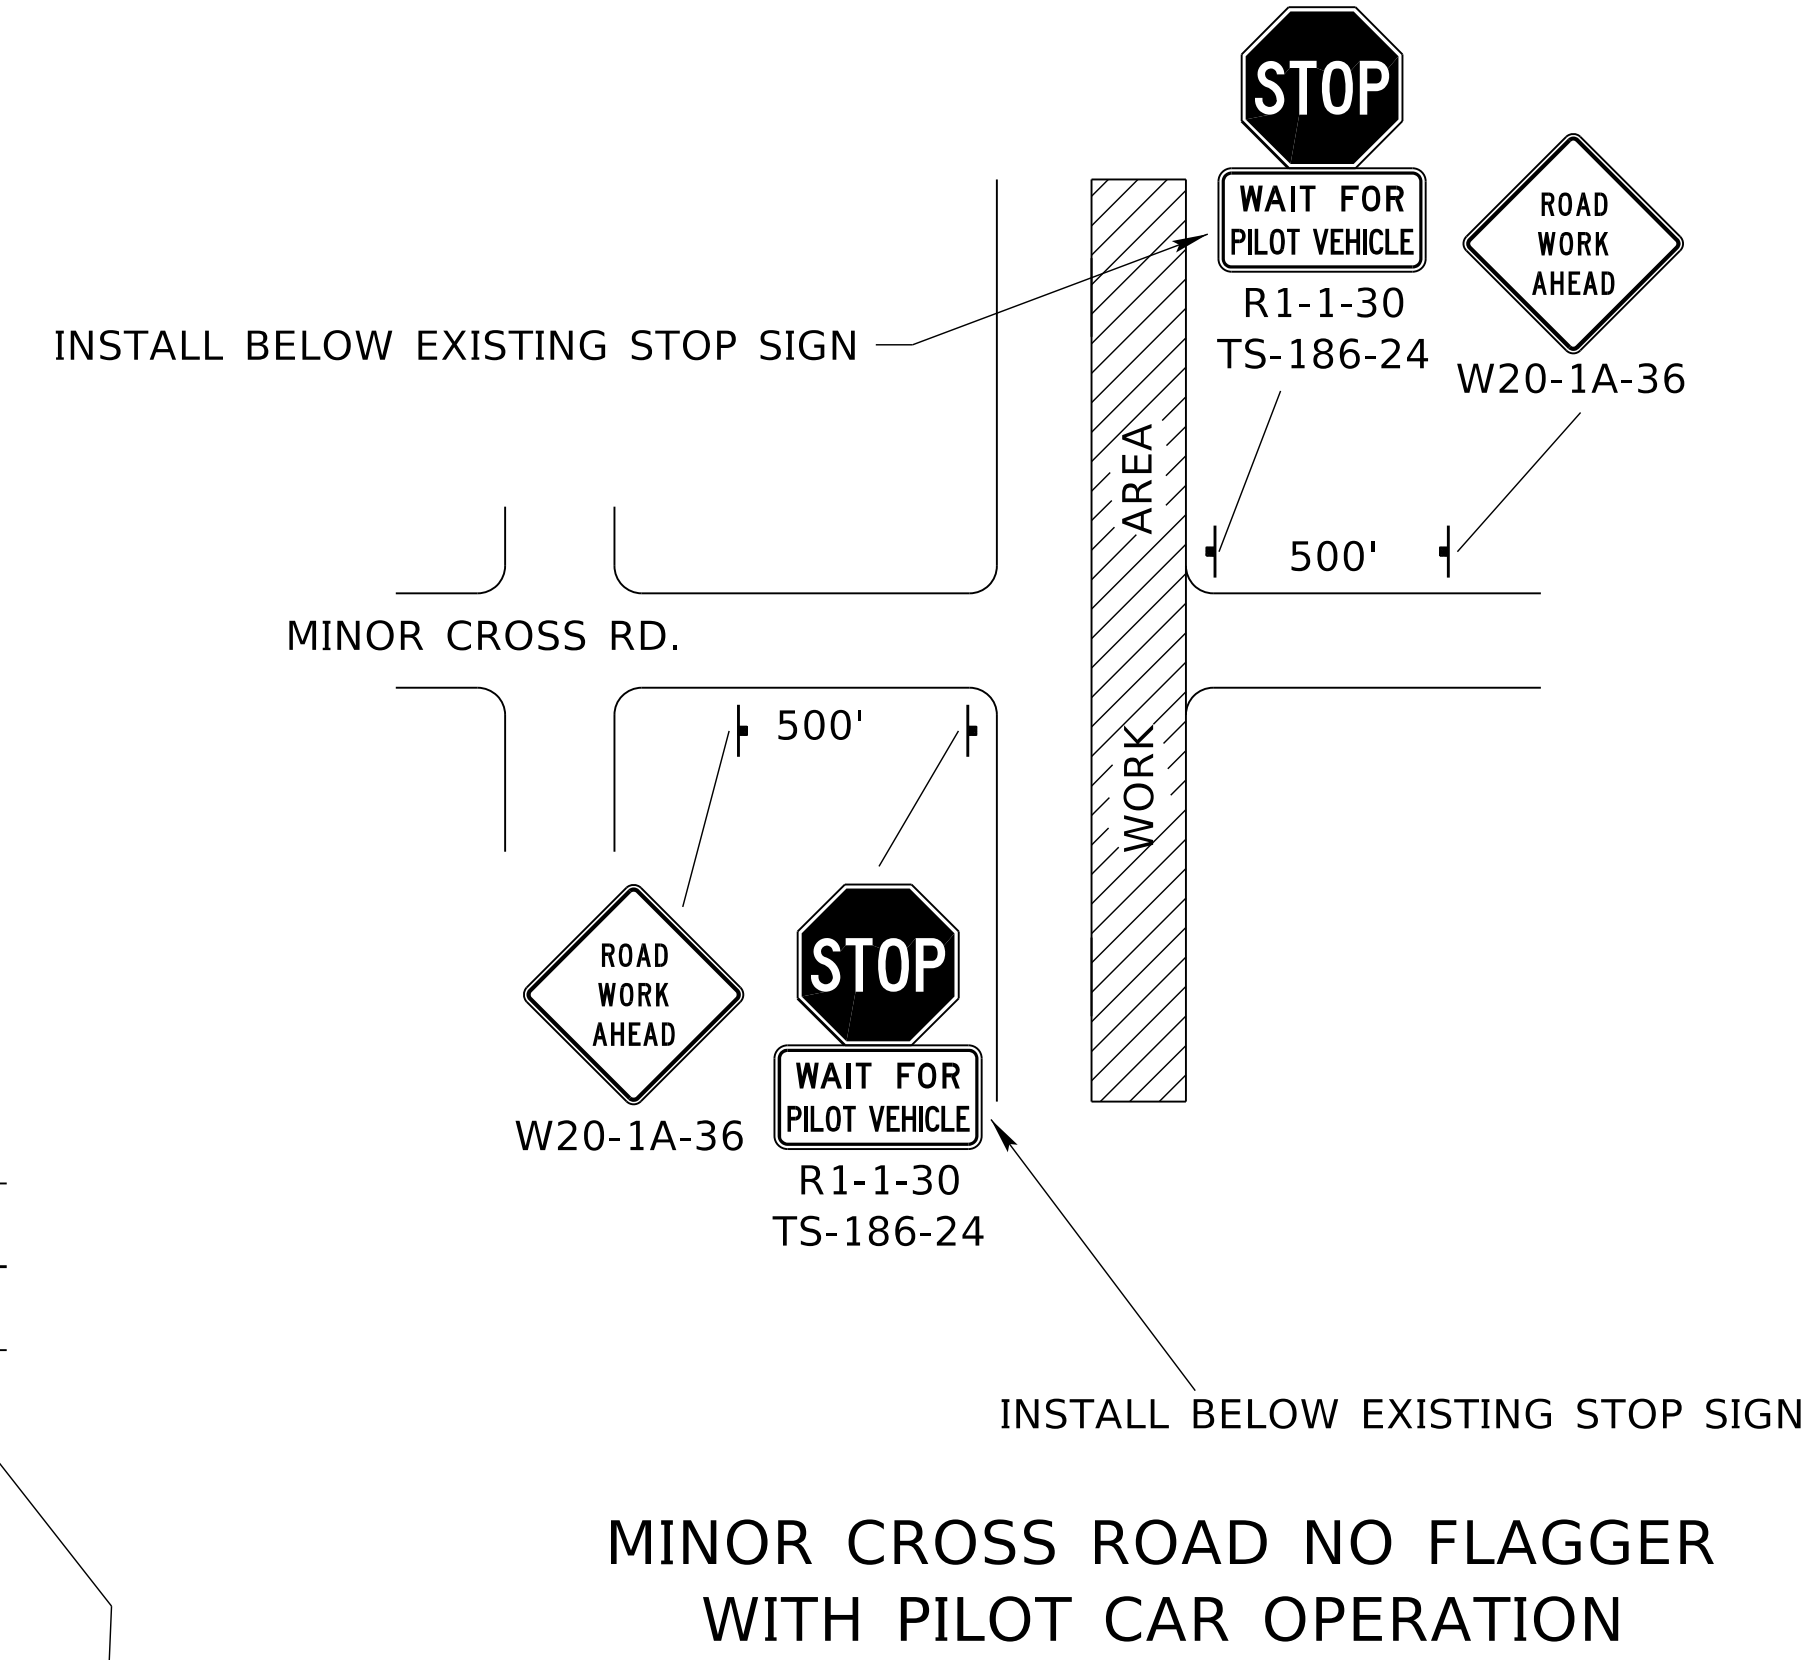 STOP
WAIT FOR
PILOT VEHICLE
R1-1-30
TS-186-24
ROAD
WORK
AHEAD
W20-1A-36
INSTALL BELOW EXISTING STOP SIGN
AREA
500'
MINOR CROSS RD.
500'
WORK
ROAD
WORK
AHEAD
W20-1A-36
STOP
WAIT FOR
PILOT VEHICLE
R1-1-30
TS-186-24
INSTALL BELOW EXISTING STOP SIGN
MINOR CROSS ROAD NO FLAGGER
WITH PILOT CAR OPERATION